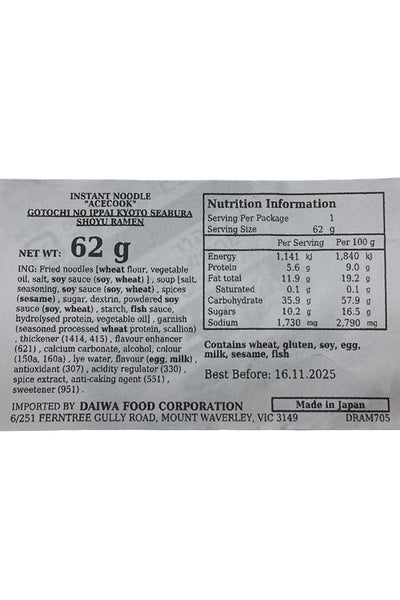 INSTANT NOODLE
"ACECOOK"
GOTOCHI NO IPPAI KYOTO SEABURA
SHOYU RAMEN
NET WT: 62 g
ING: Fried noodles [wheat flour, vegetable
oil, salt, soy sauce (soy, wheat) ] , soup [salt,
seasoning, soy sauce (soy, wheat) , spices
(sesame) , sugar, dextrin, powdered soy
sauce (soy, wheat) , starch, fish sauce,
hydrolysed protein, vegetable oil] , garnish
(seasoned processed wheat protein, scallion)
, thickener (1414, 415) , flavour enhancer
(621) , calcium carbonate, alcohol, colour
(150a, 160a) , lye water, flavour (egg, milk) ,
antioxidant (307) , acidity regulator (330) ,
spice extract, anti-caking agent (551) ,
sweetener (951) .
Nutrition Information
Serving Per Package 1
Serving Size 62 g
Per Serving Per 100 g
Energy 1,141 kJ 1,840 kJ
Protein 5.6 g 9.0 g
Fat total 11.9 g 19.2 g
Saturated 0.1 g 0.1 g
Carbohydrate 35.9 g 57.9 g
Sugars 10.2 g 16.5 g
Sodium 1,730 mg 2,790 mg
Contains wheat, gluten, soy, egg,
milk, sesame, fish
Best Before: 16.11.2025
IMPORTED BY DAIWA FOOD CORPORATION
Made in Japan
6/251 FERNTREE GULLY ROAD, MOUNT WAVERLEY, VIC 3149
DRAM705